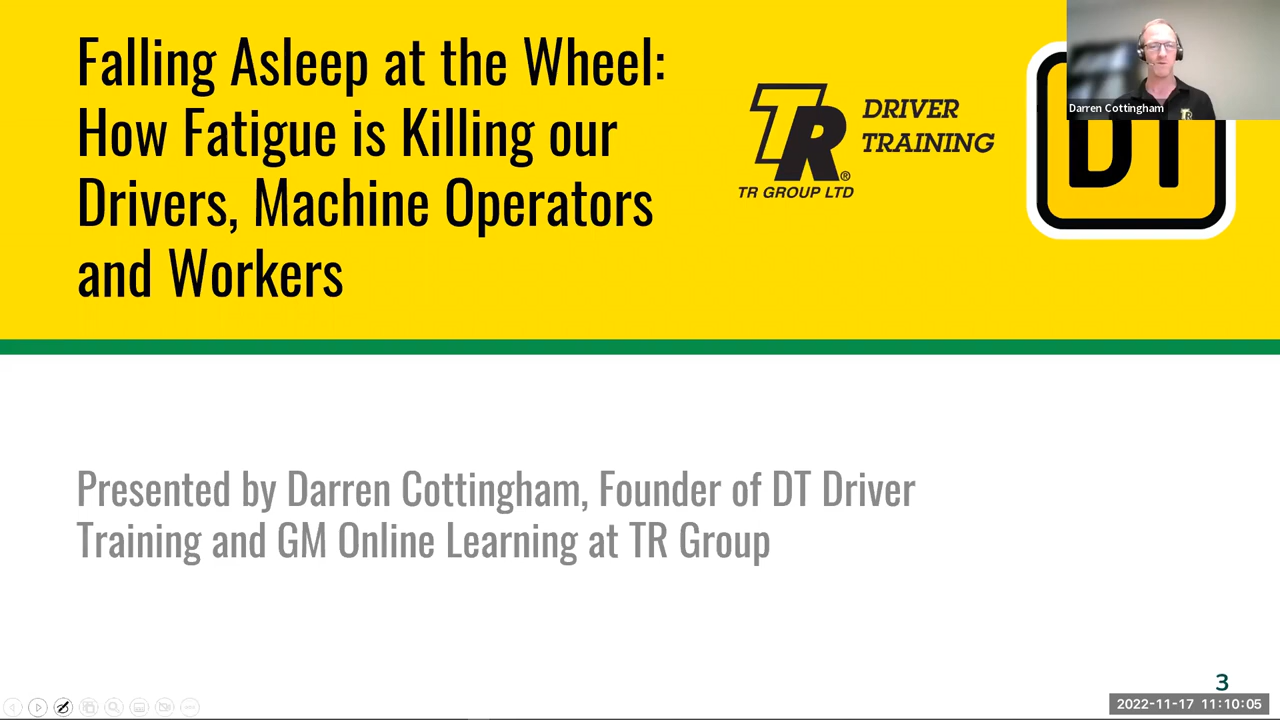 Falling Asleep at the Wheel:
How Fatigue is Killing our
Drivers, Machine Operators
and Workers
TR
DRIVER
TRAINING
®
TR GROUP LTD
Darren Cottingham
DT
Presented by Darren Cottingham, Founder of DT Driver
Training and GM Online Learning at TR Group
3
2022-11-17 11:10:05